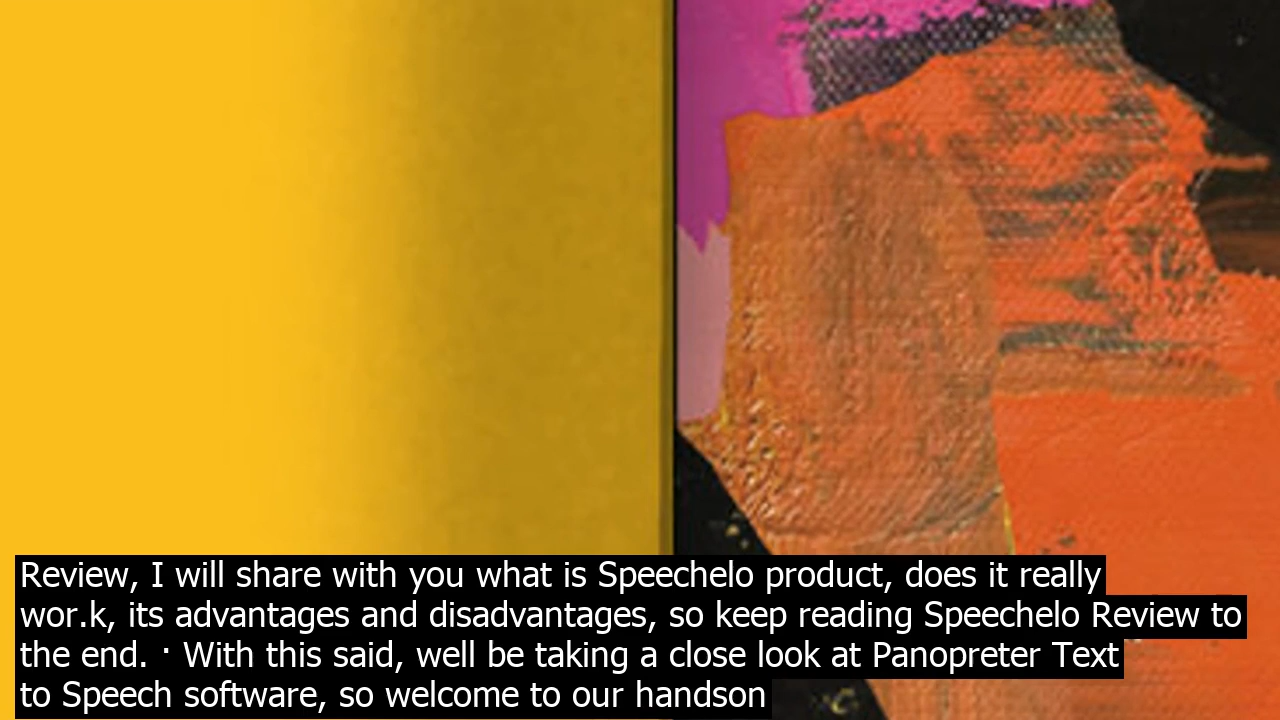 Review, I will share with you what is Speechelo product, does it really
wor.k, its advantages and disadvantages, so keep reading Speechelo Review to
the end. · With this said, well be taking a close look at Panopreter Text
to Speech software, so welcome to our handson